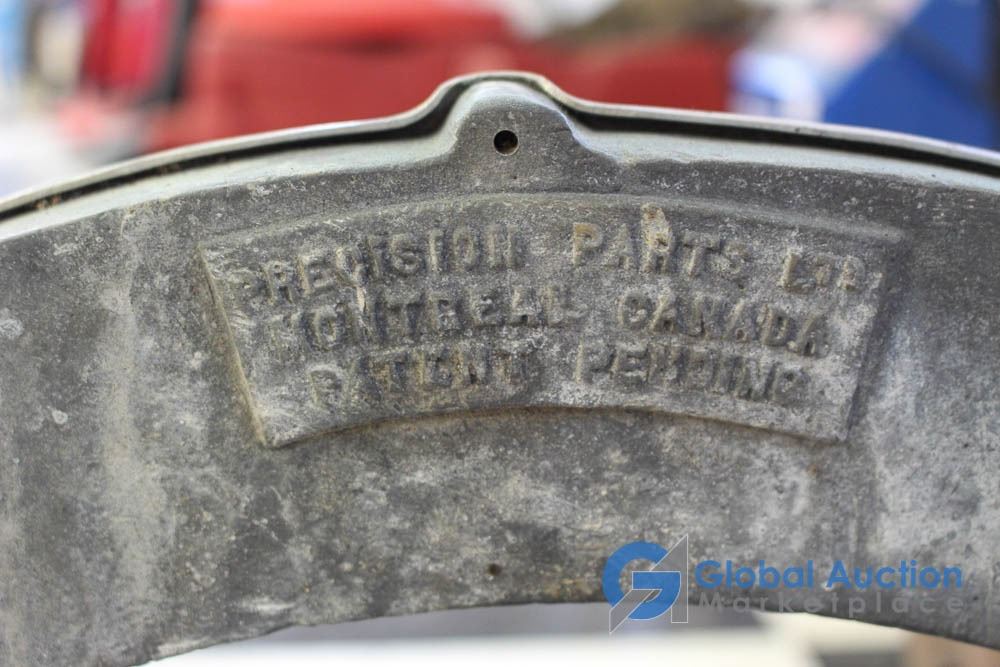 PRECISION PARTS LTD.
MONTREAL CANADA
PATENT PENDING
Global Auction
Marketplace